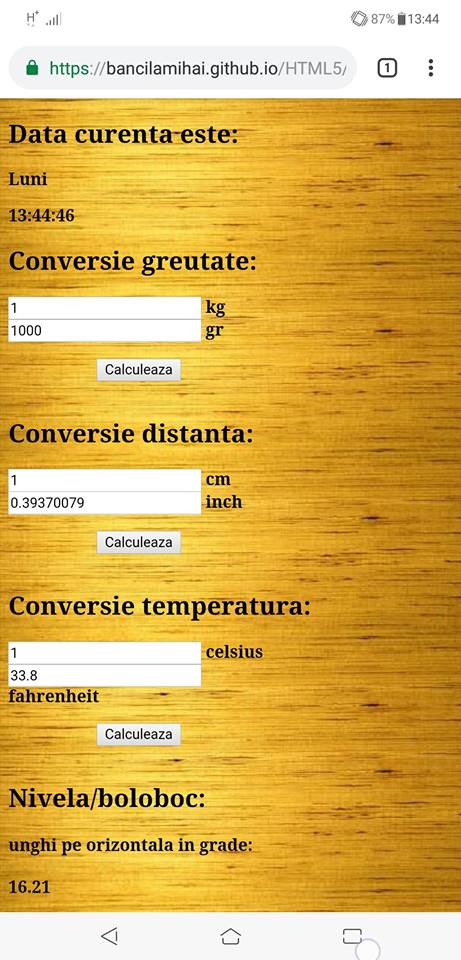 H+ 87% 13:44
https://bancilamihai.github.io/HTML5/ 1
Data curenta este:
Luni
13:44:46
Conversie greutate:
1 kg
1000 gr
Calculeaza
Conversie distanta:
1 cm
0.39370079 inch
Calculeaza
Conversie temperatura:
1 celsius
33.8
fahrenheit
Calculeaza
Nivela/boloboc:
unghi pe orizontala in grade:
16.21